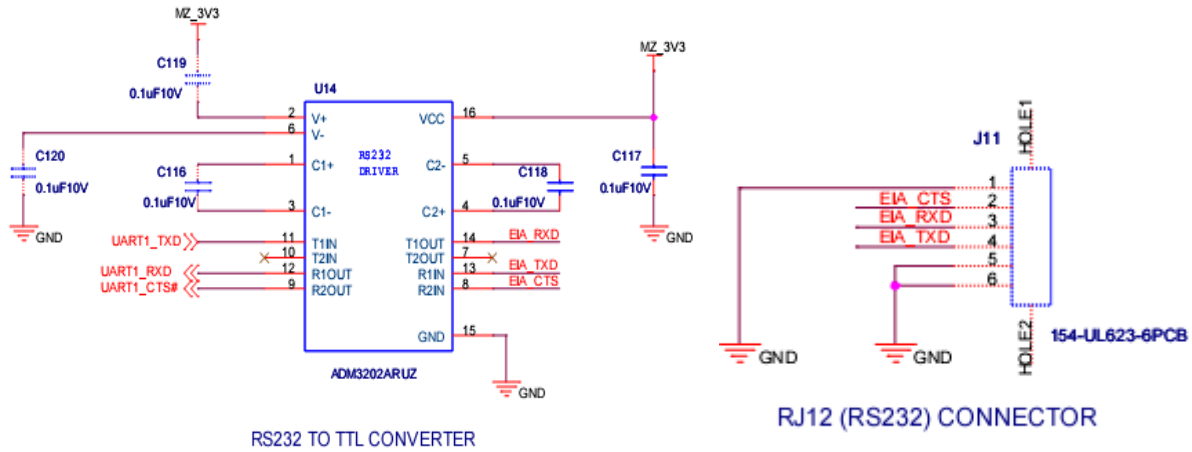 MZ_3V3
C119
0.1uF10V
U14
MZ_3V3
2 V+
6 V-
VCC 16
RS232
DRIVER
C120
0.1uF10V
C116
0.1uF10V
1 C1+
3 C1-
C2- 5
C2+ 4
C118
0.1uF10V
C117
0.1uF10V
GND
GND
UART1_TXD
11 T1IN
10 T2IN
UART1_RXD
12 R1OUT
UART1_CTS#
9 R2OUT
T1OUT 14 EIA_RXD
T2OUT 7
R1IN 13 EIA_TXD
R2IN 8 EIA_CTS
GND 15
GND
ADM3202ARUZ
RS232 TO TTL CONVERTER
HOLE1
J11
1
EIA_CTS 2
EIA_RXD 3
EIA_TXD 4
5
6
GND
GND
HOLE2
154-UL623-6PCB
RJ12 (RS232) CONNECTOR